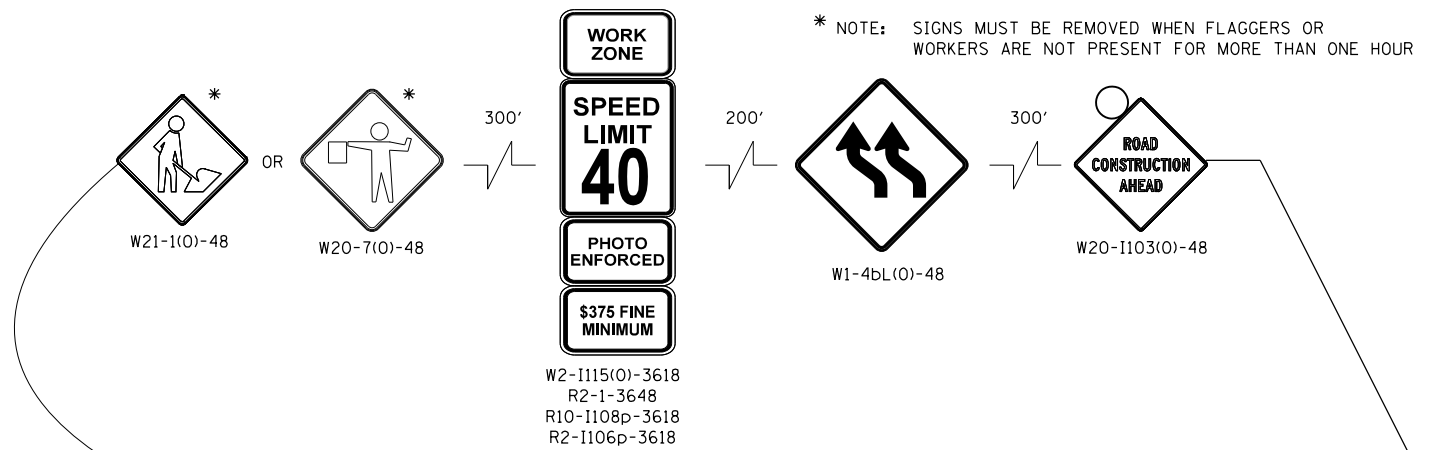 * NOTE: SIGNS MUST BE REMOVED WHEN FLAGGERS OR
WORKERS ARE NOT PRESENT FOR MORE THAN ONE HOUR
*
W21-1(O)-48
OR
*
W20-7(O)-48
300'
WORK
ZONE
SPEED
LIMIT
40
PHOTO
ENFORCED
$375 FINE
MINIMUM
W2-I115(O)-3618
R2-1-3648
R10-I108p-3618
R2-I106p-3618
200'
W1-4bL(O)-48
300'
ROAD
CONSTRUCTION
AHEAD
W20-I103(O)-48